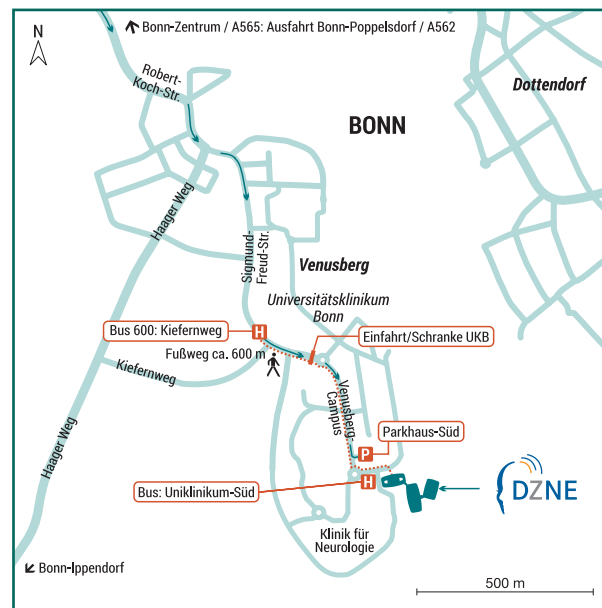 Bonn-Zentrum / A565: Ausfahrt Bonn-Poppelsdorf / A562
N
Robert-
Koch-Str.
Dottendorf
BONN
Haager Weg
Sigmund-
Freud-Str.
Venusberg
Universitätsklinikum
Bonn
Bus 600: Kiefernweg
H
Einfahrt/Schranke UKB
Fußweg ca. 600 m
Kiefernweg
Venusberg-
Campus
Parkhaus-Süd
P
Haager Weg
Bus: Uniklinikum-Süd
H
DZNE
Klinik für
Neurologie
Bonn-Ippendorf
500 m